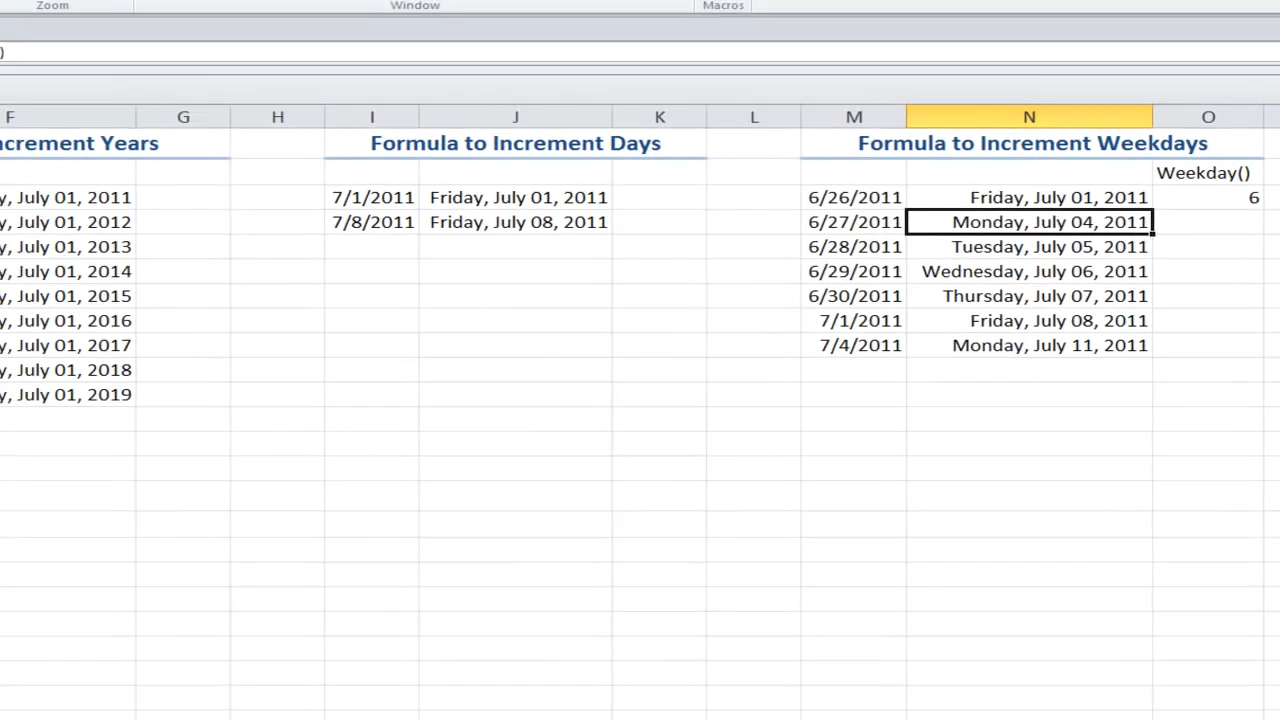 Zoom Window Macros
)
F G H I J K L M N O
ncrement Years Formula to Increment Days Formula to Increment Weekdays
Weekday()
y, July 01, 2011 7/1/2011 Friday, July 01, 2011 6/26/2011 Friday, July 01, 2011 6
y, July 01, 2012 7/8/2011 Friday, July 08, 2011 6/27/2011 Monday, July 04, 2011
y, July 01, 2013 6/28/2011 Tuesday, July 05, 2011
y, July 01, 2014 6/29/2011 Wednesday, July 06, 2011
y, July 01, 2015 6/30/2011 Thursday, July 07, 2011
y, July 01, 2016 7/1/2011 Friday, July 08, 2011
y, July 01, 2017 7/4/2011 Monday, July 11, 2011
y, July 01, 2018
y, July 01, 2019